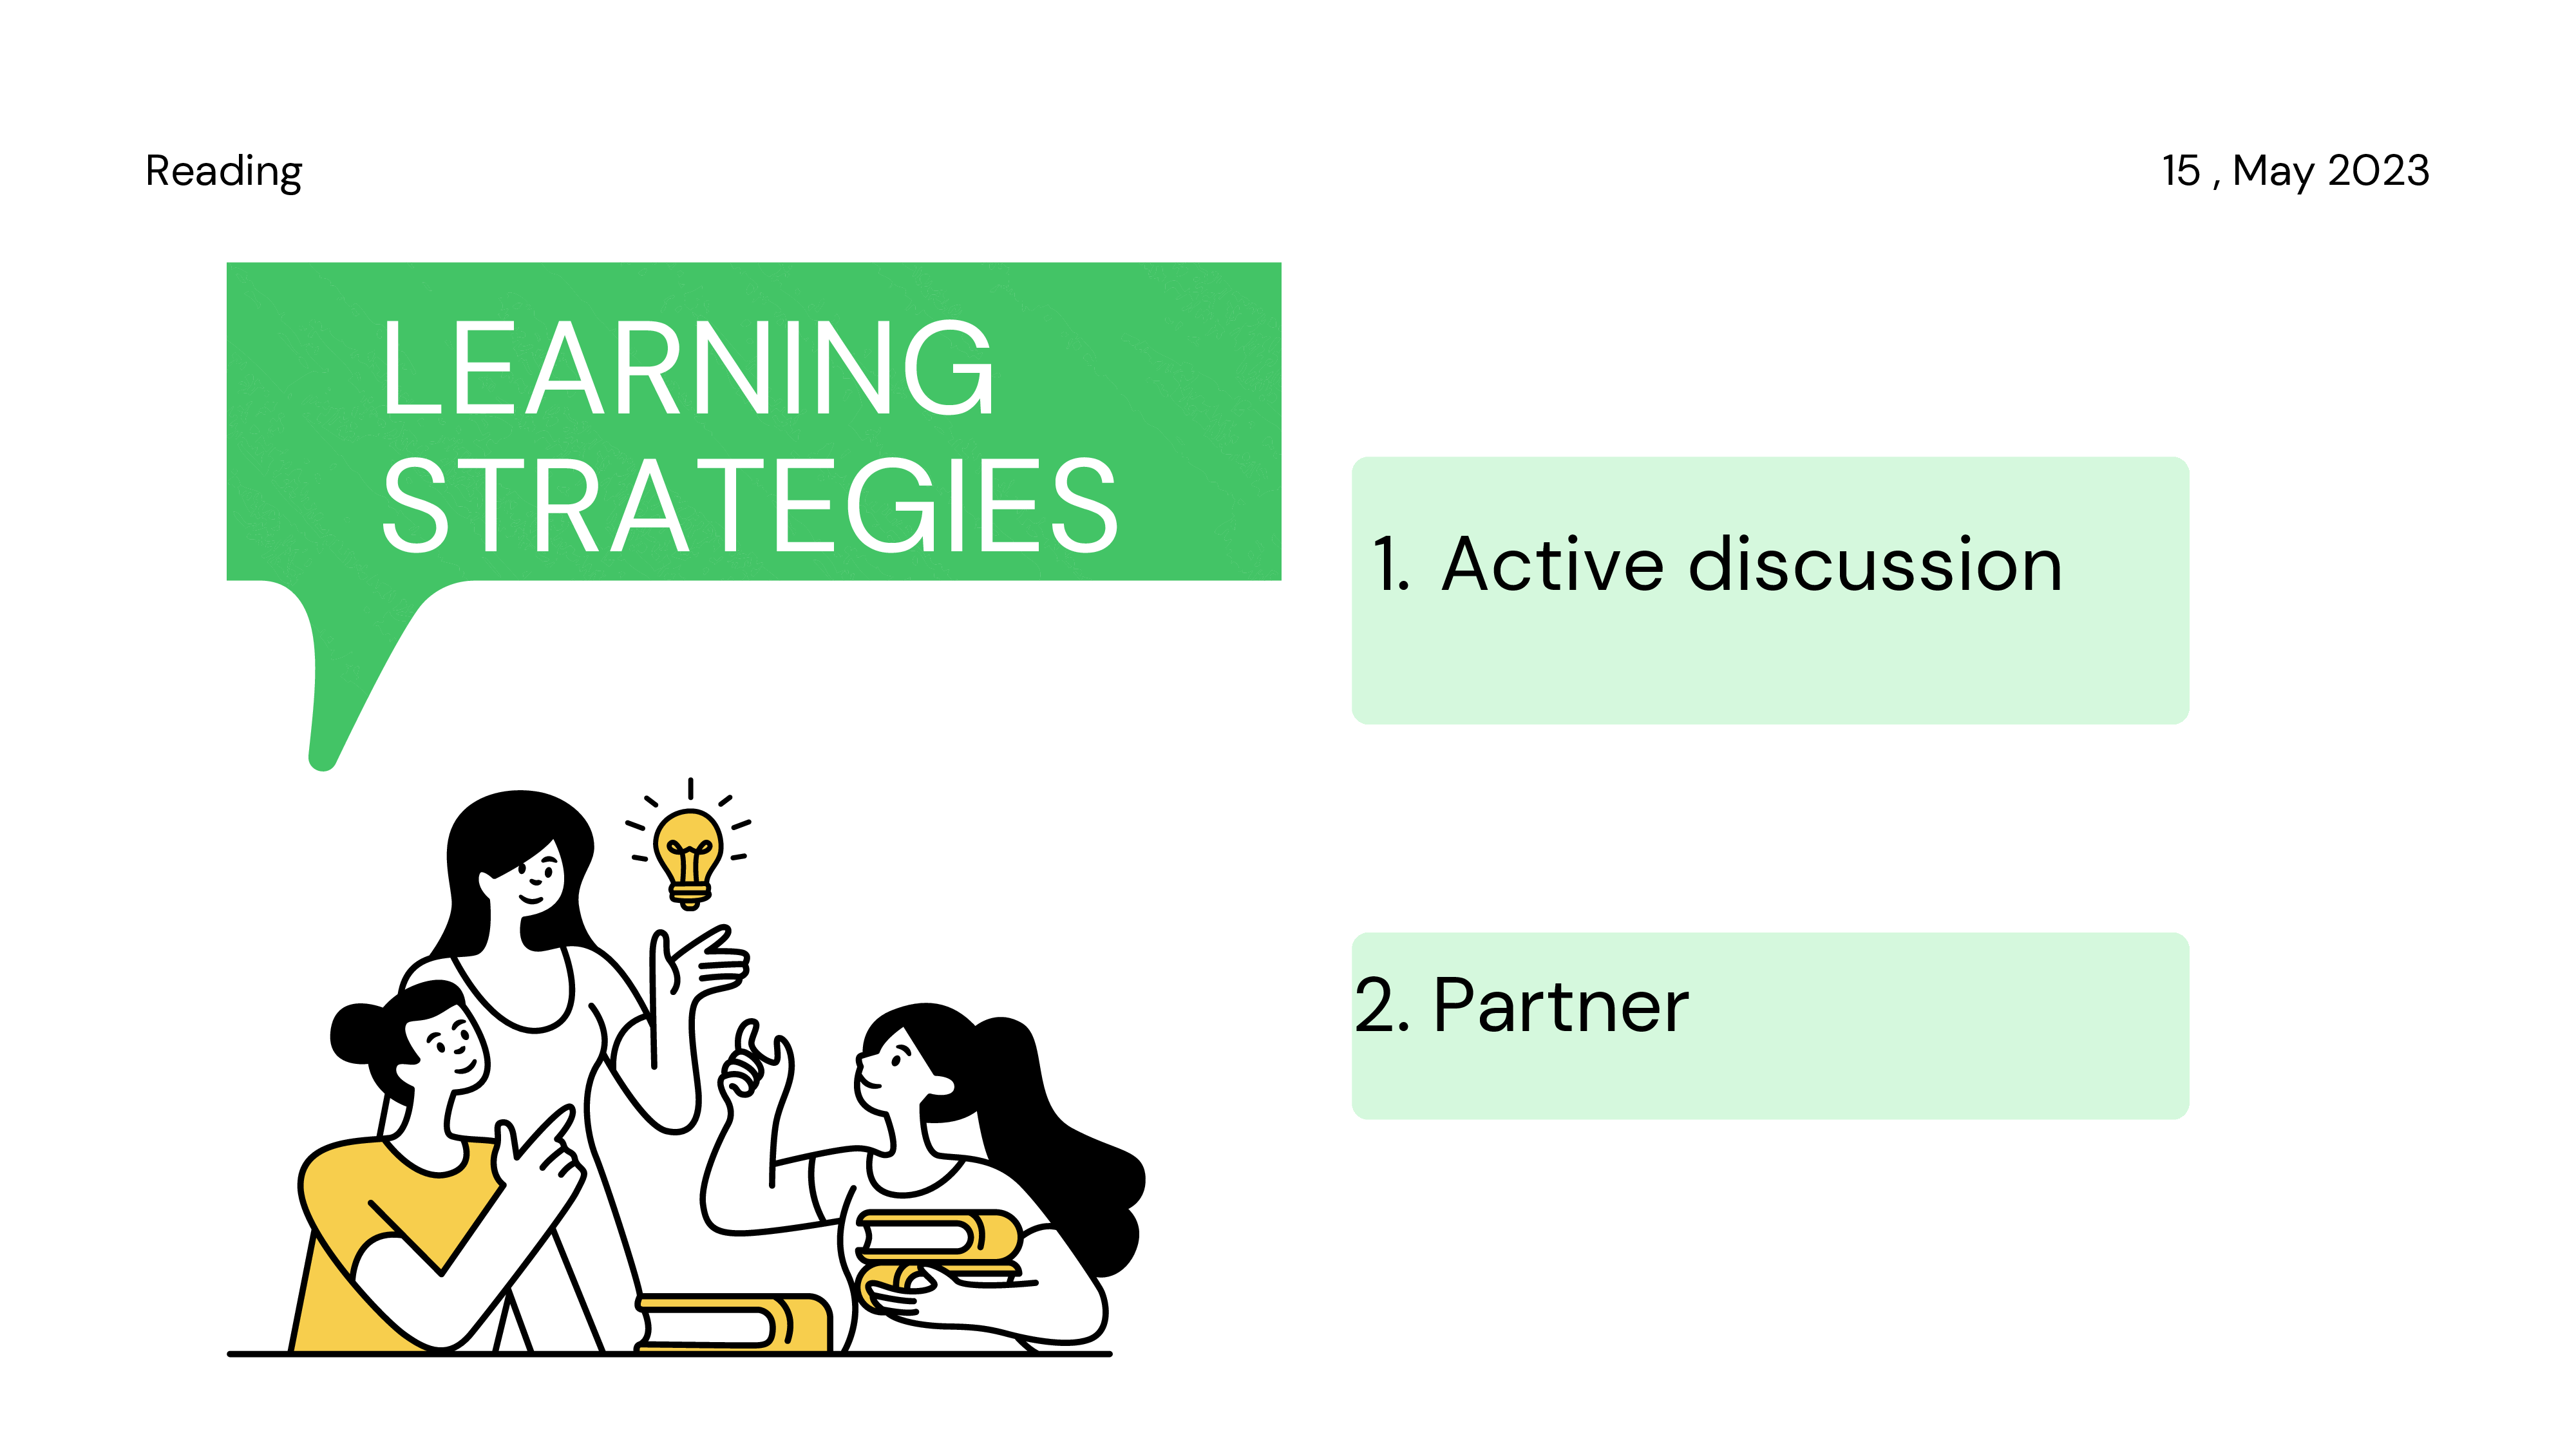 Reading
15 , May 2023
LEARNING
STRATEGIES
1. Active discussion
2. Partner